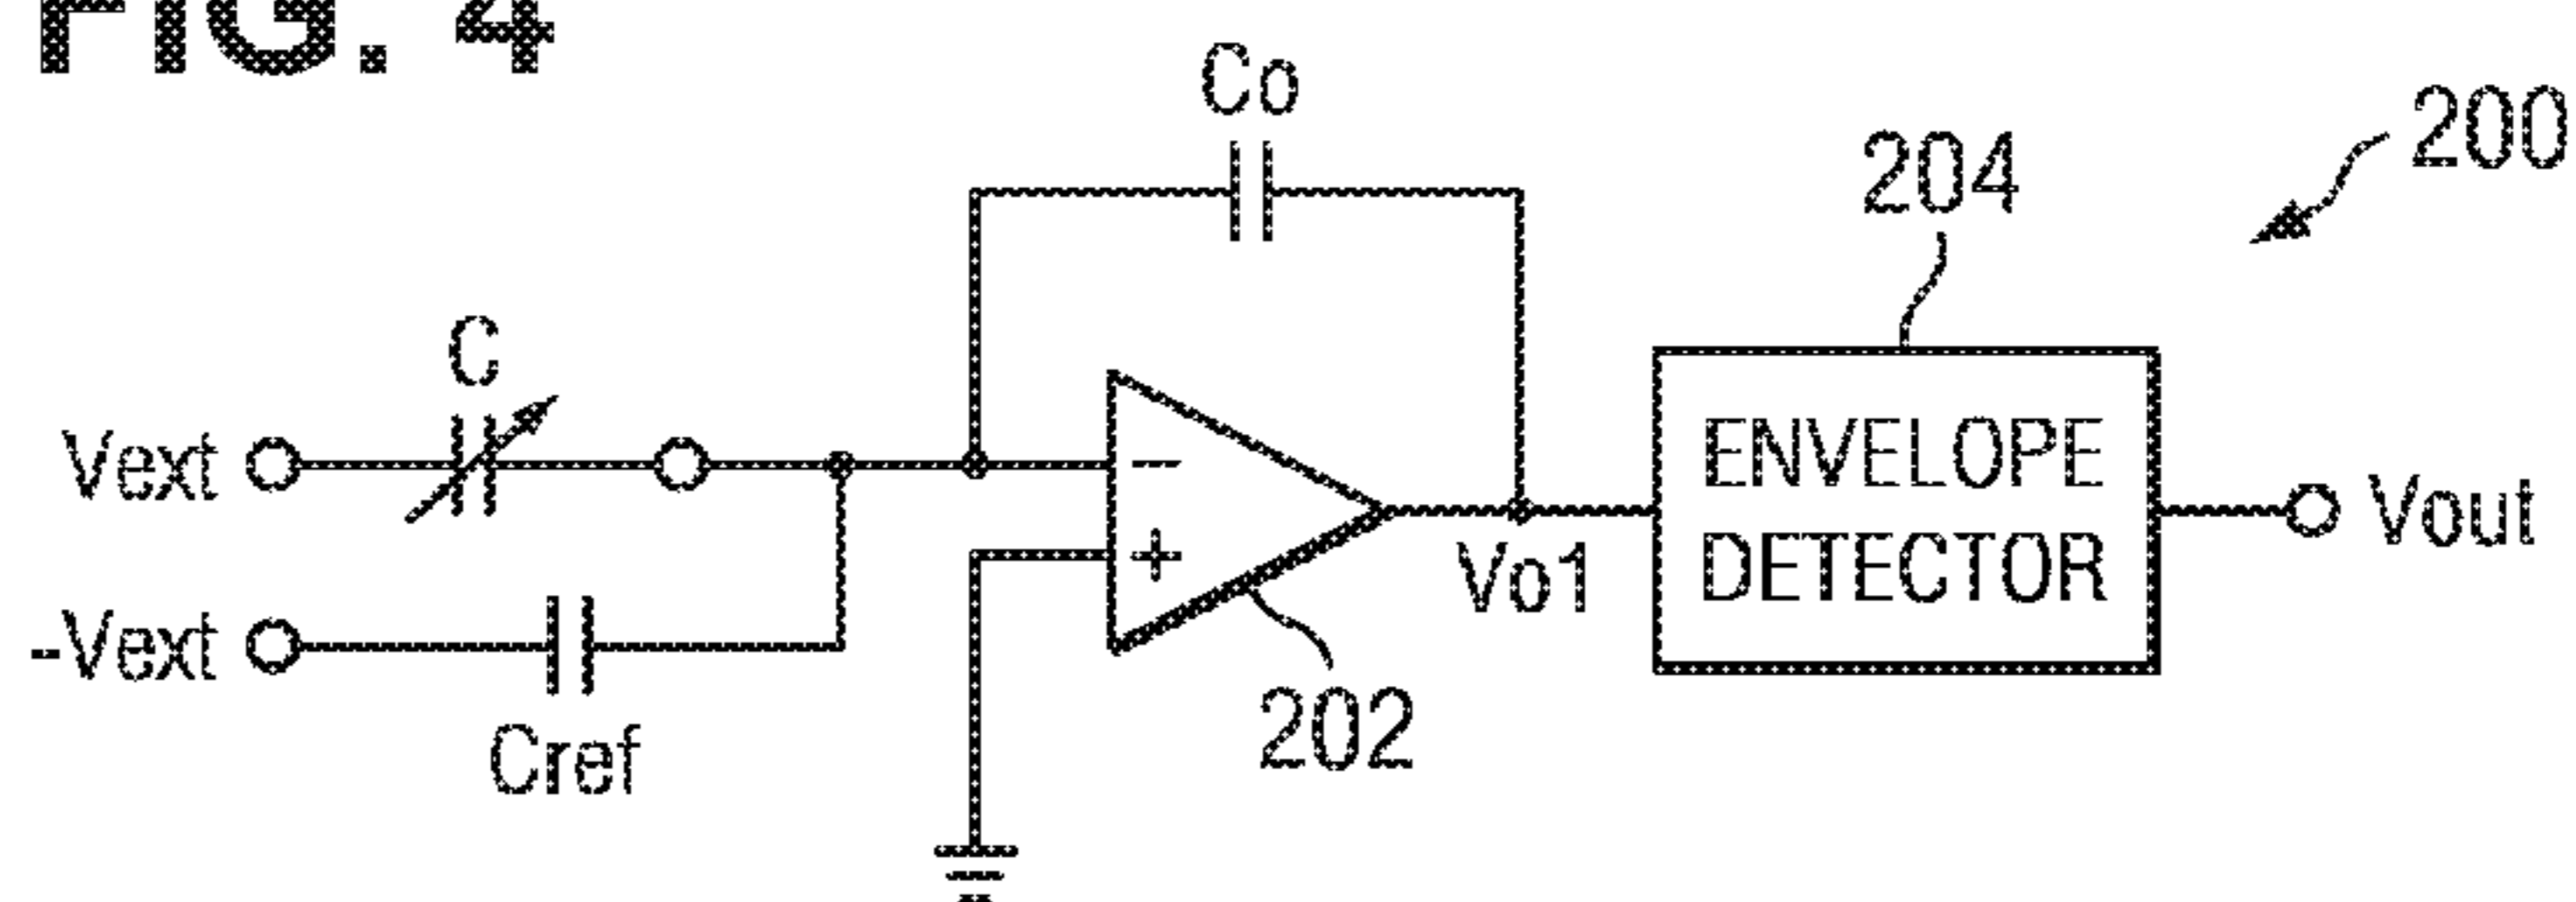 FIG. 4
Co
200
204
C
Vext
ENVELOPE
DETECTOR
Vout
-
+
Vo1
-Vext
Cref
202